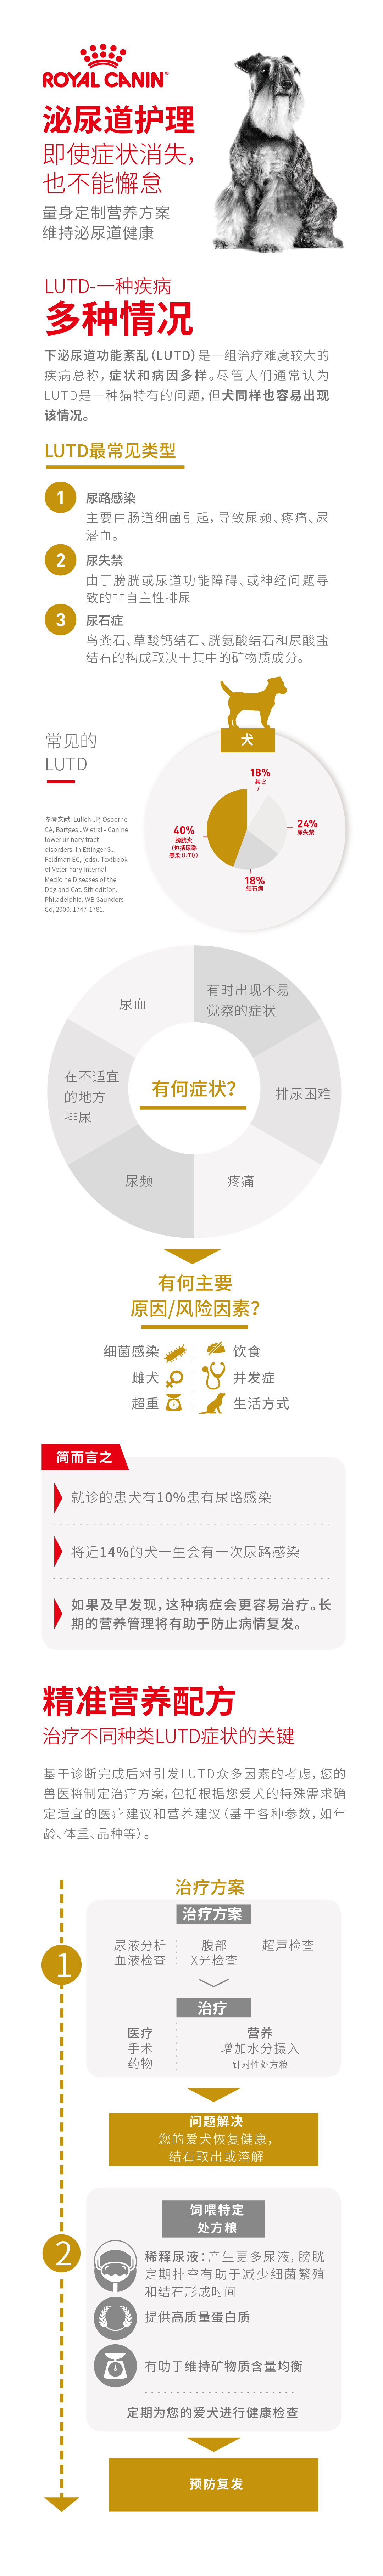 ROYAL CANIN®
泌尿道护理
即使症状消失，
也不能懈怠
量身定制营养方案
维持泌尿道健康
LUTD-一种疾病
多种情况
下泌尿道功能紊乱（LUTD）是一组治疗难度较大的
疾病总称，症状和病因多样。尽管人们通常认为
LUTD是一种猫特有的问题，但犬同样也容易出现
该情况。
LUTD最常见类型
1
尿路感染
主要由肠道细菌引起，导致尿频、疼痛、尿
潜血。
2
尿失禁
由于膀胱或尿道功能障碍、或神经问题导
致的非自主性排尿
3
尿石症
鸟粪石、草酸钙结石、胱氨酸结石和尿酸盐
结石的构成取决于其中的矿物质成分。
常见的
LUTD
犬
18%
其它
24%
尿失禁
18%
结石病
40%
膀胱炎
（包括尿路
感染（UTI））
参考文献: Lulich JP, Osborne
CA, Bartges JW et al - Canine
lower urinary tract
disorders. In Ettinger SJ,
Feldman EC, (eds). Textbook
of Veterinary Internal
Medicine Diseases of the
Dog and Cat. 5th edition.
Philadelphia: WB Saunders
Co, 2000: 1747-1781.
尿血
有时出现不易
觉察的症状
在不适宜
的地方
排尿
有何症状？
排尿困难
尿频
疼痛
有何主要
原因/风险因素？
细菌感染
饮食
雌犬
并发症
超重
生活方式
简而言之
就诊的患犬有10%患有尿路感染
将近14%的犬一生会有一次尿路感染
如果及早发现，这种病症会更容易治疗。长
期的营养管理将有助于防止病情复发。
精准营养配方
治疗不同种类LUTD症状的关键
基于诊断完成后对引发LUTD众多因素的考虑，您的
兽医将制定治疗方案，包括根据您爱犬的特殊需求确
定适宜的医疗建议和营养建议（基于各种参数，如年
龄、体重、品种等）。
治疗方案
治疗方案
1
尿液分析
血液检查
腹部
X光检查
超声检查
治疗
医疗
手术
药物
营养
增加水分摄入
针对性处方粮
问题解决
您的爱犬恢复健康，
结石取出或溶解
2
饲喂特定
处方粮
稀释尿液：产生更多尿液，膀胱
定期排空有助于减少细菌繁殖
和结石形成时间
提供高质量蛋白质
有助于维持矿物质含量均衡
定期为您的爱犬进行健康检查
预防复发